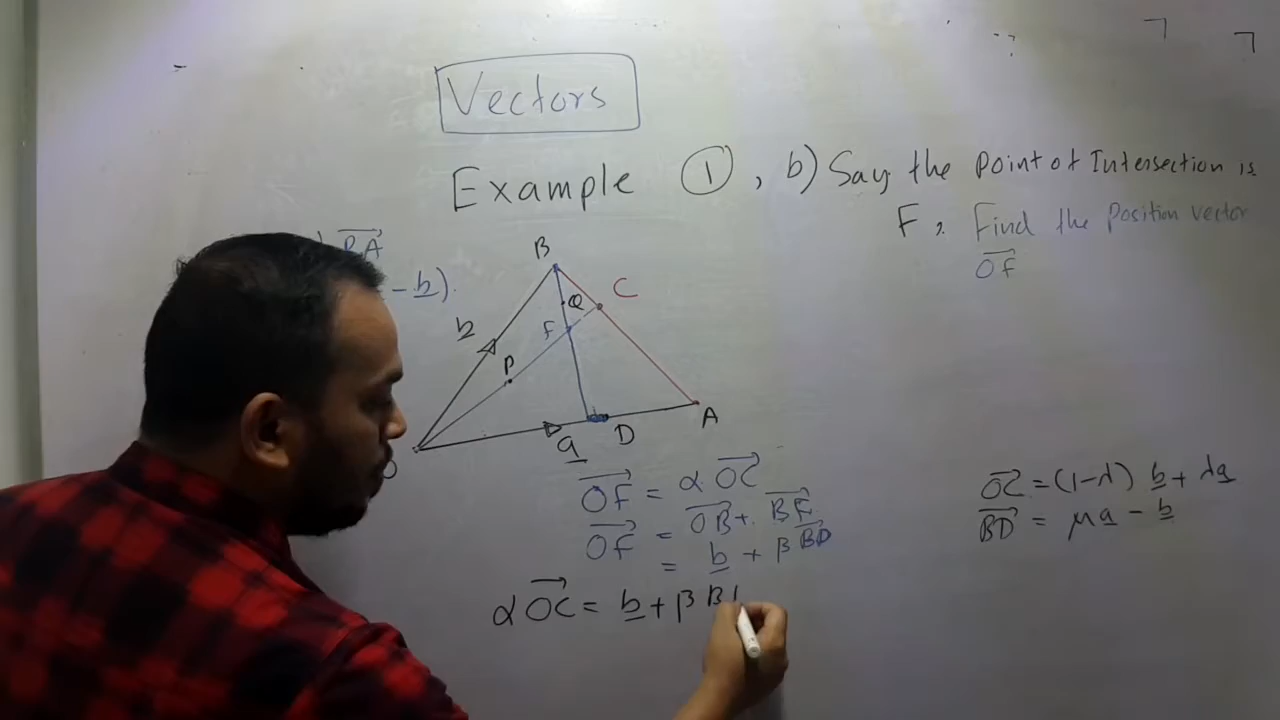 Vectors
Example ①, b) Say the point of Intersection is
F, Find the position vector
OF
BA
- b).
B
Q
C
b
F
P
A
D
a
O
OF = α OC
OF = OB + BF
= b + β BD
α OC = b + β B
OC = (1-λ) b + λa
BD = μa - b